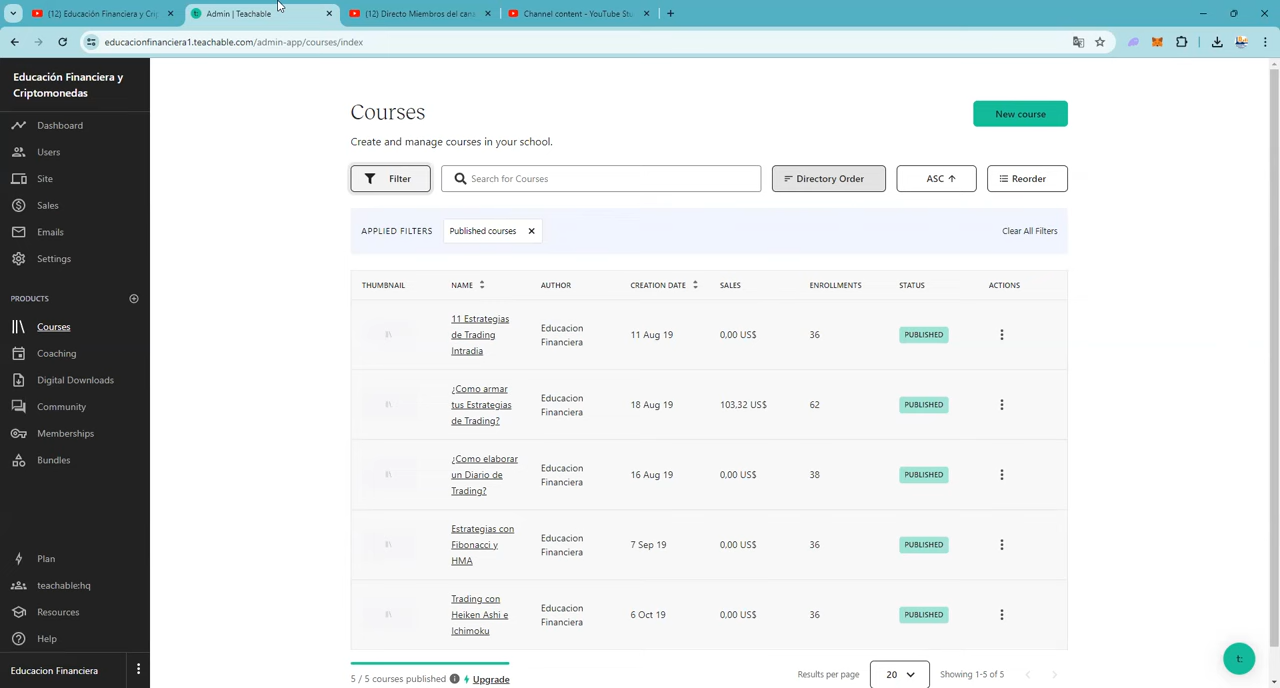 (12) Educación Financiera y Crip
Admin | Teachable
(12) Directo Miembros del cana
Channel content - YouTube Stu
educacionfinanciera1.teachable.com/admin-app/courses/index
Educación Financiera y
Criptomonedas
Dashboard
Users
Site
Sales
Emails
Settings
PRODUCTS
Courses
Coaching
Digital Downloads
Community
Memberships
Bundles
Plan
teachable:hq
Resources
Help
Educacion Financiera
Courses
New course
Create and manage courses in your school.
Filter
Search for Courses
Directory Order
ASC
Reorder
APPLIED FILTERS
Published courses
Clear All Filters
THUMBNAIL NAME AUTHOR CREATION DATE SALES ENROLLMENTS STATUS ACTIONS
11 Estrategias
de Trading
Intradia
Educacion
Financiera
11 Aug 19
0,00 US$
36
PUBLISHED
¿Como armar
tus Estrategias
de Trading?
Educacion
Financiera
18 Aug 19
103,32 US$
62
PUBLISHED
¿Como elaborar
un Diario de
Trading?
Educacion
Financiera
16 Aug 19
0,00 US$
38
PUBLISHED
Estrategias con
Fibonacci y
HMA
Educacion
Financiera
7 Sep 19
0,00 US$
36
PUBLISHED
Trading con
Heiken Ashi e
Ichimoku
Educacion
Financiera
6 Oct 19
0,00 US$
36
PUBLISHED
5 / 5 courses published
Upgrade
Results per page
20
Showing 1-5 of 5
t: